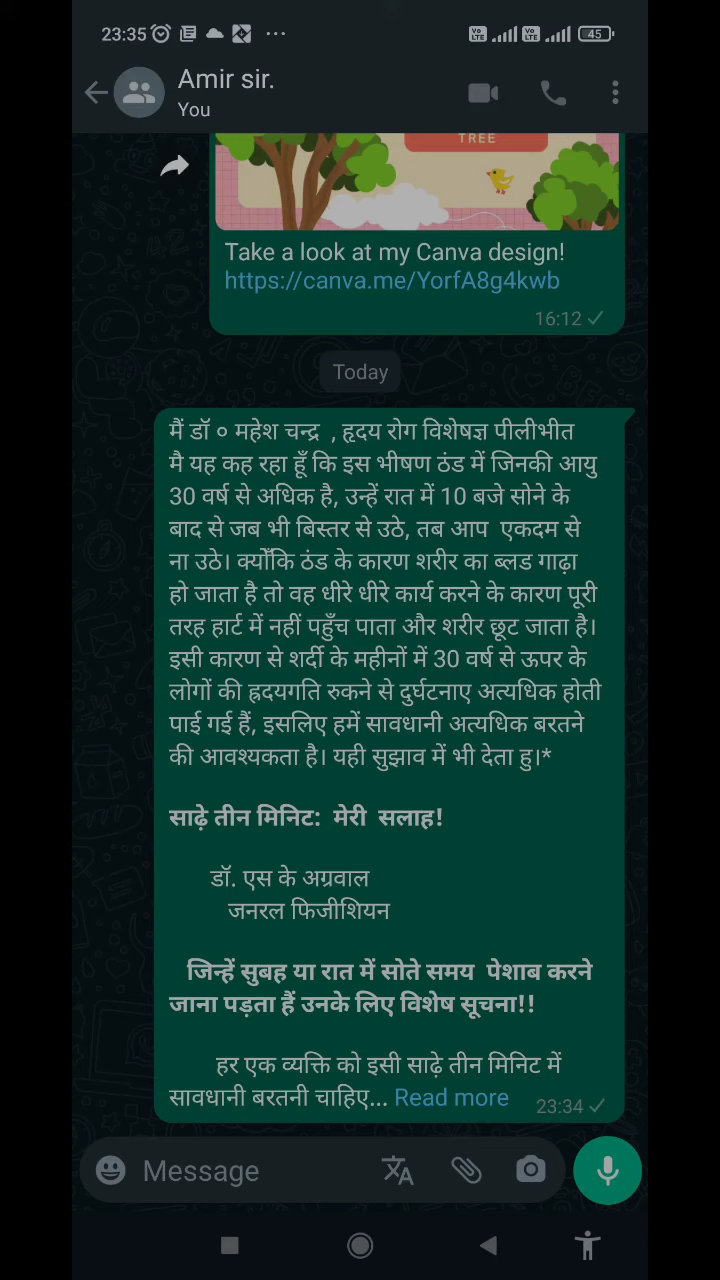 23:35
45
Amir sir.
You
TREE
Take a look at my Canva design!
https://canva.me/YorfA8g4kwb
16:12
Today
मैं डॉ ० महेश चन्द्र , हृदय रोग विशेषज्ञ पीलीभीत
मै यह कह रहा हूँ कि इस भीषण ठंड में जिनकी आयु
30 वर्ष से अधिक है, उन्हें रात में 10 बजे सोने के
बाद से जब भी बिस्तर से उठे, तब आप एकदम से
ना उठे। क्योँकि ठंड के कारण शरीर का ब्लड गाढ़ा
हो जाता है तो वह धीरे धीरे कार्य करने के कारण पूरी
तरह हार्ट में नहीं पहुँच पाता और शरीर छूट जाता है।
इसी कारण से शर्दी के महीनों में 30 वर्ष से ऊपर के
लोगों की ह्रदयगति रुकने से दुर्घटनाए अत्यधिक होती
पाई गई हैं, इसलिए हमें सावधानी अत्यधिक बरतने
की आवश्यकता है। यही सुझाव में भी देता हु।*
साढ़े तीन मिनिट: मेरी सलाह!
डॉ. एस के अग्रवाल
जनरल फिजीशियन
जिन्हें सुबह या रात में सोते समय पेशाब करने
जाना पड़ता हैं उनके लिए विशेष सूचना!!
हर एक व्यक्ति को इसी साढ़े तीन मिनिट में
सावधानी बरतनी चाहिए... Read more
23:34
Message